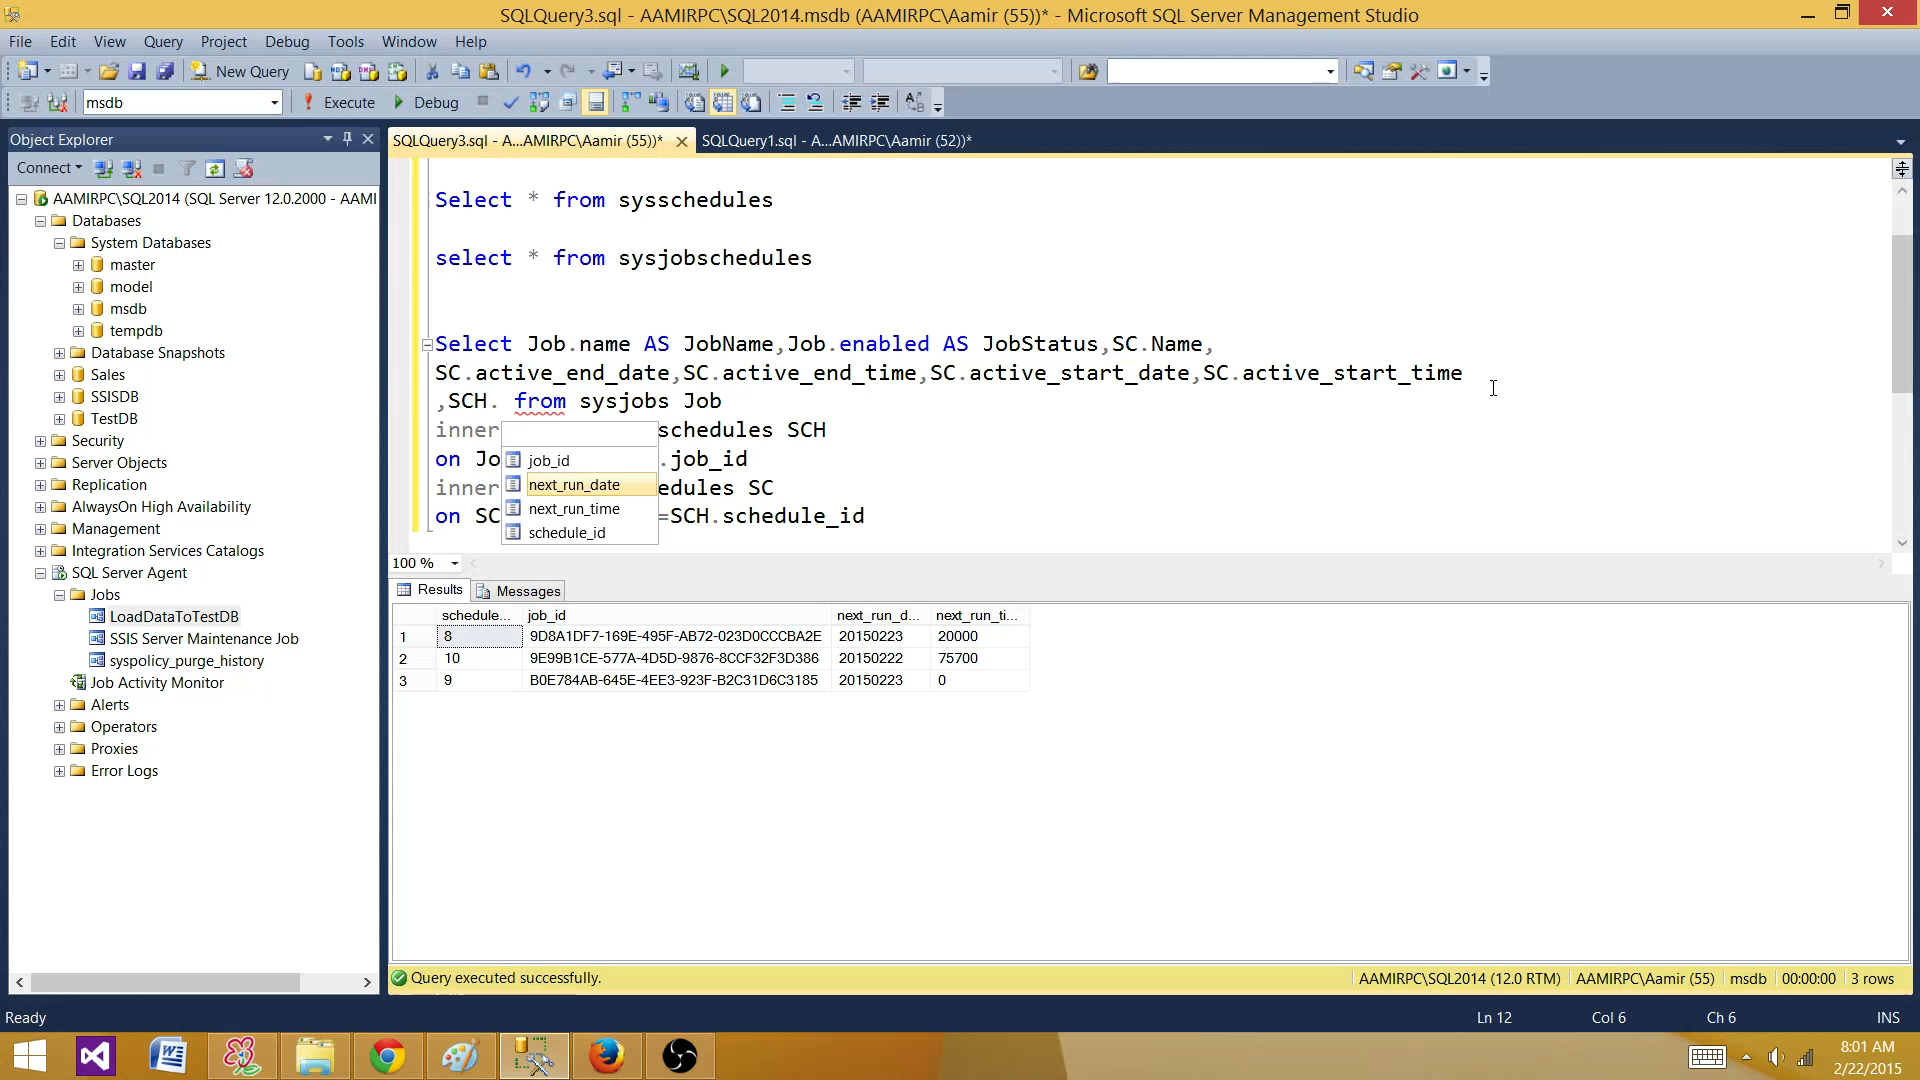 SQLQuery3.sql - AAMIRPC\SQL2014.msdb (AAMIRPC\Aamir (55))* - Microsoft SQL Server Management Studio
File Edit View Query Project Debug Tools Window Help
New Query
msdb Execute Debug
Object Explorer
SQLQuery3.sql - A...AMIRPC\Aamir (55))* SQLQuery1.sql - A...AMIRPC\Aamir (52))*
Connect
AAMIRPC\SQL2014 (SQL Server 12.0.2000 - AAMI
Databases
System Databases
master
model
msdb
tempdb
Database Snapshots
Sales
SSISDB
TestDB
Security
Server Objects
Replication
AlwaysOn High Availability
Management
Integration Services Catalogs
SQL Server Agent
Jobs
LoadDataToTestDB
SSIS Server Maintenance Job
syspolicy_purge_history
Job Activity Monitor
Alerts
Operators
Proxies
Error Logs
Select * from sysschedules
select * from sysjobschedules
Select Job.name AS JobName,Job.enabled AS JobStatus,SC.Name,
SC.active_end_date,SC.active_end_time,SC.active_start_date,SC.active_start_time
,SCH. from sysjobs Job
inner schedules SCH
on Jo .job_id
inner edules SC
on SC =SCH.schedule_id
job_id
next_run_date
next_run_time
schedule_id
100 %
Results Messages
schedule... job_id next_run_d... next_run_ti...
1 8 9D8A1DF7-169E-495F-AB72-023D0CCCBA2E 20150223 20000
2 10 9E99B1CE-577A-4D5D-9876-8CCF32F3D386 20150222 75700
3 9 B0E784AB-645E-4EE3-923F-B2C31D6C3185 20150223 0
Query executed successfully. AAMIRPC\SQL2014 (12.0 RTM) AAMIRPC\Aamir (55) msdb 00:00:00 3 rows
Ready Ln 12 Col 6 Ch 6 INS
8:01 AM
2/22/2015